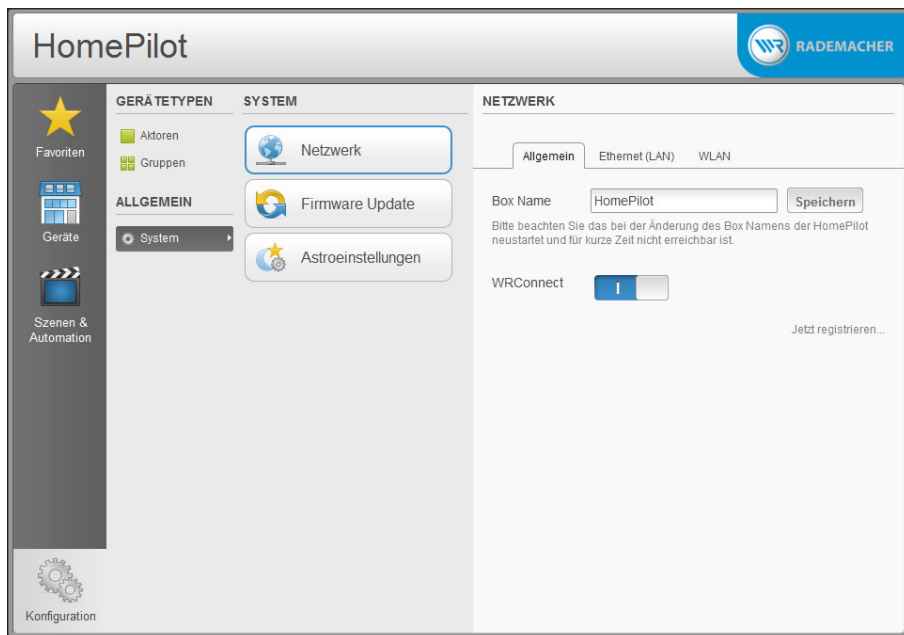 HomePilot
WR RADEMACHER
Favoriten
Geräte
Szenen &
Automation
Konfiguration
GERÄTETYPEN
Aktoren
Gruppen
ALLGEMEIN
System
SYSTEM
Netzwerk
Firmware Update
Astroeinstellungen
NETZWERK
Allgemein Ethernet (LAN) WLAN
Box Name HomePilot Speichern
Bitte beachten Sie das bei der Änderung des Box Namens der HomePilot
neustartet und für kurze Zeit nicht erreichbar ist.
WRConnect I
Jetzt registrieren...